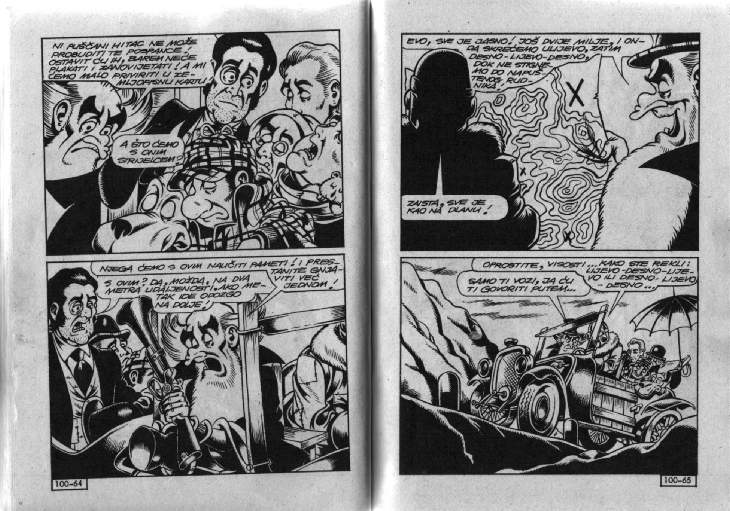 NI PUŠČANI HITAC NE MOŽE
PROBUDITI TE POSPANCE!
OSTAVIT ĆU IH, BAREM NEĆE
PLAKATI I ZANOVIJETATI! A MI
ĆEMO MALO PRIVIRITI U ZE-
MLJOPISNU KARTU!
A ŠTO ĆEMO
S ONIM
STRIJELCEM?
NJEGA ĆEMO S OVIM NAUČITI PAMETI! I PRES-
TANITE GNJA-
VITI VEĆ
JEDNOM!
S OVIM? DA, MOŽDA, NA DVA
METRA UDALJENOSTI, AKO ME-
TAK IDE ODOZGO
NA DOLJE!
100-64
EVO, SVE JE JASNO! JOŠ DVIJE MILJE, I ON-
DA SKREĆEMO ULIJEVO, ZATIM
DESNO-LIJEVO-DESNO,
DOK NE STIGNE-
MO DO NAPUŠ-
TENOG RUD-
NIKA.
X
X
X
ZAISTA, SVE JE
KAO NA DLANU!
OPROSTITE, VISOSTI... KAKO STE REKLI:
LIJEVO-DESNO-LIJE-
VO ILI DESNO-LIJEVO-
DESNO...
SAMO TI VOZI, JA ĆU
TI GOVORITI PUTEM...
100-65